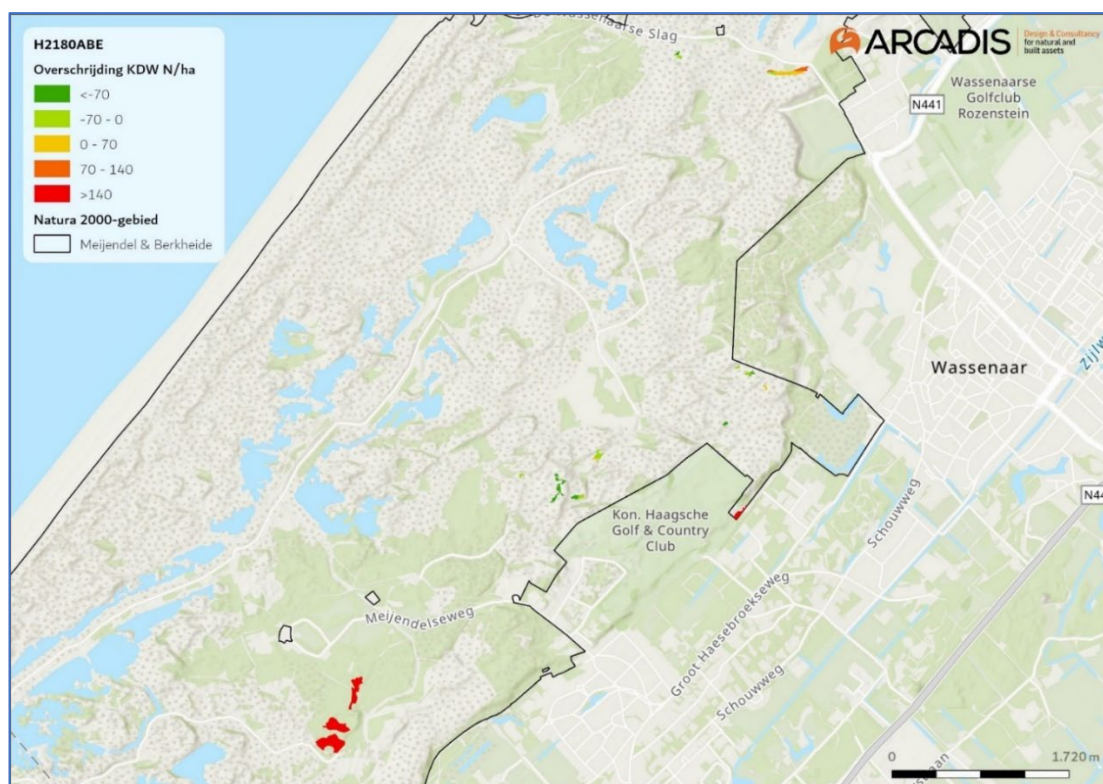 H2180ABE
Overschrijding KDW N/ha
<-70
-70 - 0
0 - 70
70 - 140
>140
Natura 2000-gebied
Meijendel & Berkheide
Wassenaarse Slag
ARCADIS
Design & Consultancy
for natural and
built assets
N441
Wassenaarse
Golfclub
Rozenstein
Wassenaar
Kon. Haagsche
Golf & Country
Club
Schouwweg
Groot Haesebroekseweg
Meijendelseweg
Schouwweg
0
1.720 m